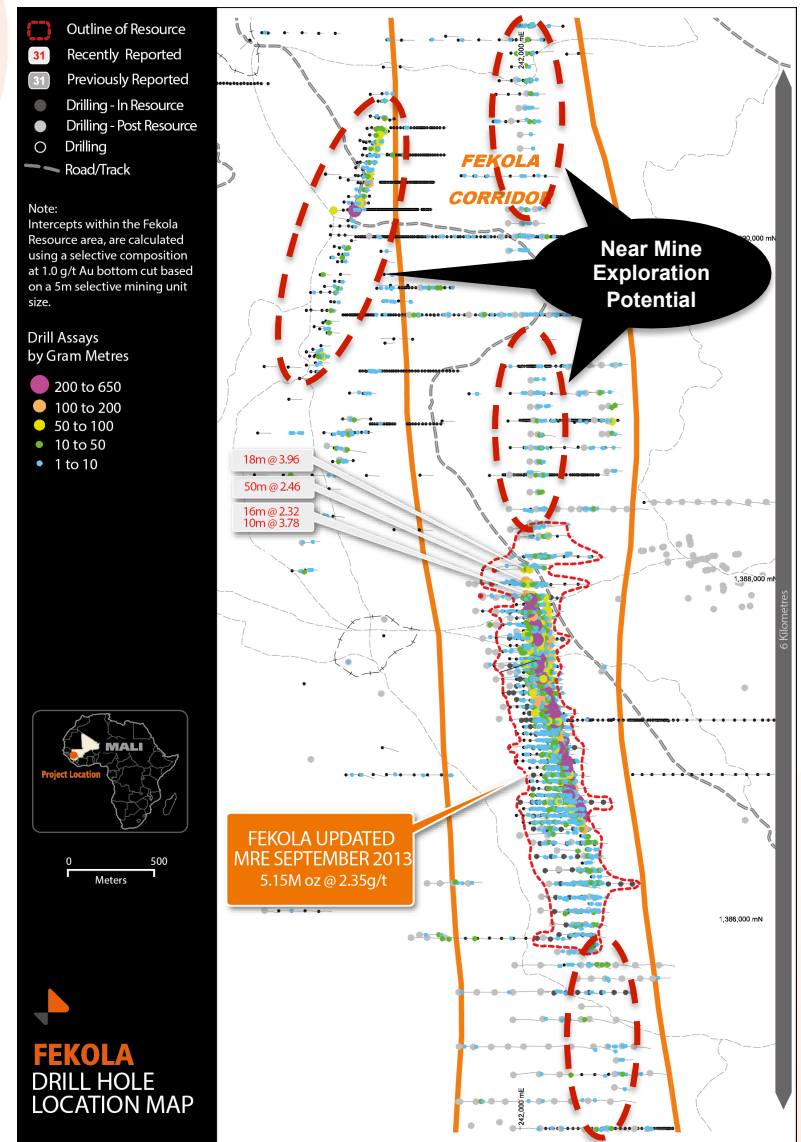 Outline of Resource
31 Recently Reported
31 Previously Reported
Drilling - In Resource
Drilling - Post Resource
Drilling
Road/Track
Note:
Intercepts within the Fekola
Resource area, are calculated
using a selective composition
at 1.0 g/t Au bottom cut based
on a 5m selective mining unit
size.
Drill Assays
by Gram Metres
200 to 650
100 to 200
50 to 100
10 to 50
1 to 10
MALI
Project Location
0 500
Meters
FEKOLA
DRILL HOLE
LOCATION MAP
242,000 mE
FEKOLA
CORRIDOR
Near Mine
Exploration
Potential
18m @ 3.96
50m @ 2.46
16m @ 2.32
10m @ 3.78
1,388,000 mN
6 Kilometres
FEKOLA UPDATED
MRE SEPTEMBER 2013
5.15M oz @ 2.35g/t
1,386,000 mN
242,000 mE